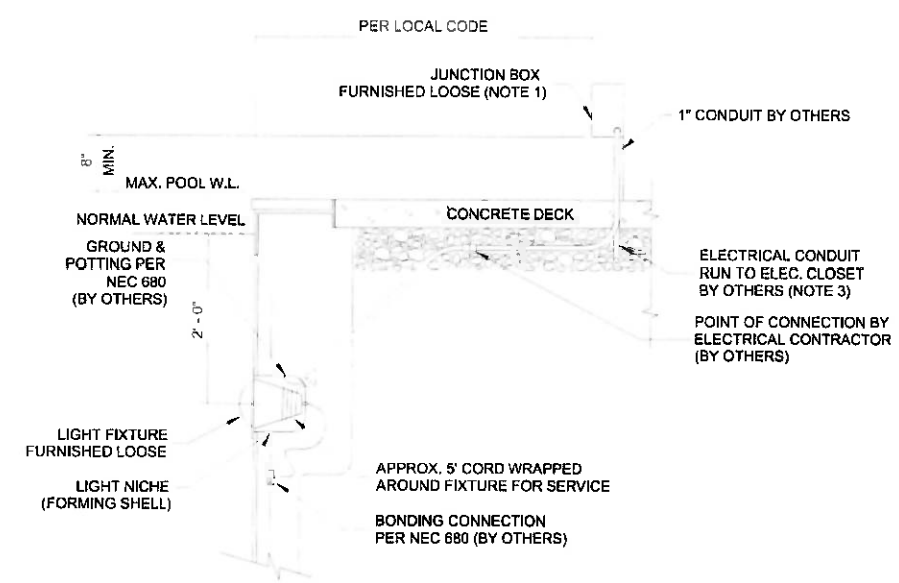 PER LOCAL CODE
JUNCTION BOX
FURNISHED LOOSE (NOTE 1)
1" CONDUIT BY OTHERS
8"
MIN.
MAX. POOL W.L.
NORMAL WATER LEVEL
CONCRETE DECK
GROUND &
POTTING PER
NEC 680
(BY OTHERS)
2' - 0"
ELECTRICAL CONDUIT
RUN TO ELEC. CLOSET
BY OTHERS (NOTE 3)
POINT OF CONNECTION BY
ELECTRICAL CONTRACTOR
(BY OTHERS)
LIGHT FIXTURE
FURNISHED LOOSE
LIGHT NICHE
(FORMING SHELL)
APPROX. 5' CORD WRAPPED
AROUND FIXTURE FOR SERVICE
BONDING CONNECTION
PER NEC 680 (BY OTHERS)